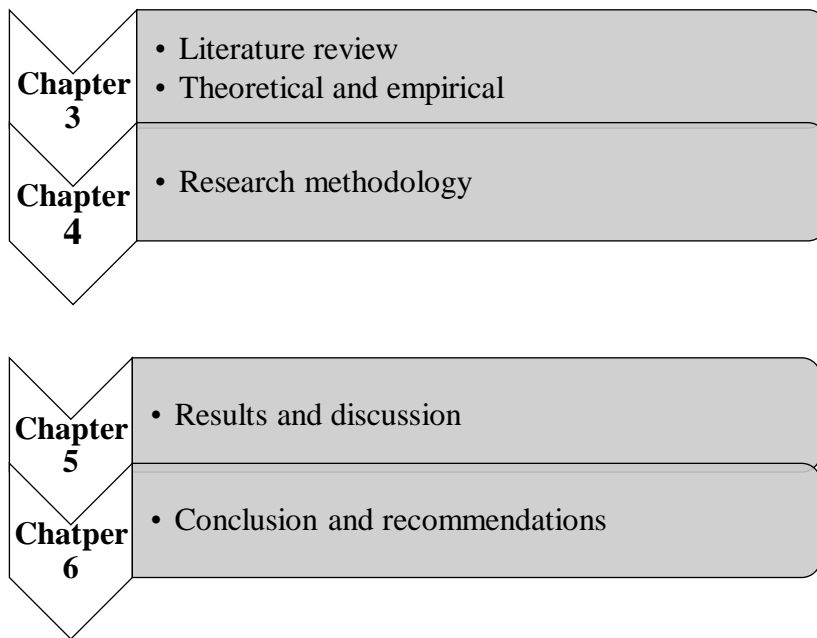 Chapter
3
• Literature review
• Theoretical and empirical
Chapter
4
• Research methodology
Chapter
5
• Results and discussion
Chatper
6
• Conclusion and recommendations